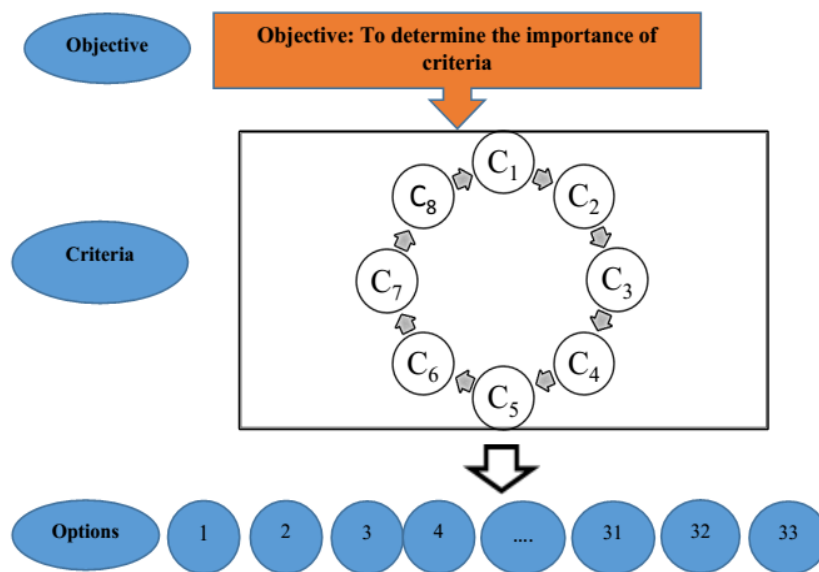 Objective
Objective: To determine the importance of
criteria
Criteria
C1
C2
C3
C4
C5
C6
C7
C8
Options
1
2
3
4
....
31
32
33